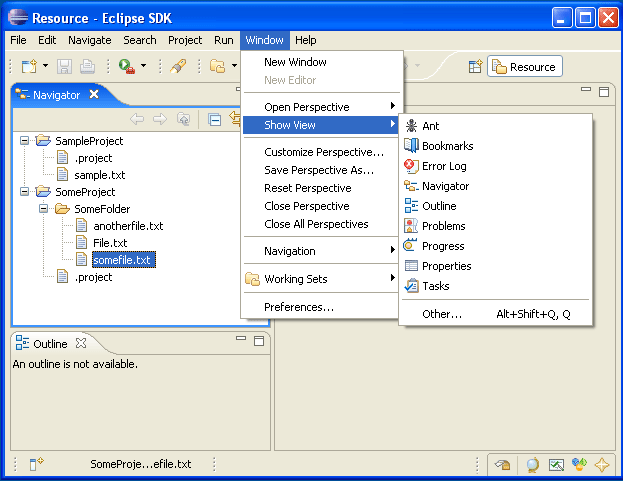 Resource - Eclipse SDK
File Edit Navigate Search Project Run Window Help
Resource
Navigator
SampleProject
.project
sample.txt
SomeProject
SomeFolder
anotherfile.txt
File.txt
somefile.txt
.project
New Window
New Editor
Open Perspective
Show View
Customize Perspective...
Save Perspective As...
Reset Perspective
Close Perspective
Close All Perspectives
Navigation
Working Sets
Preferences...
Ant
Bookmarks
Error Log
Navigator
Outline
Problems
Progress
Properties
Tasks
Other... Alt+Shift+Q, Q
Outline
An outline is not available.
SomeProje...efile.txt